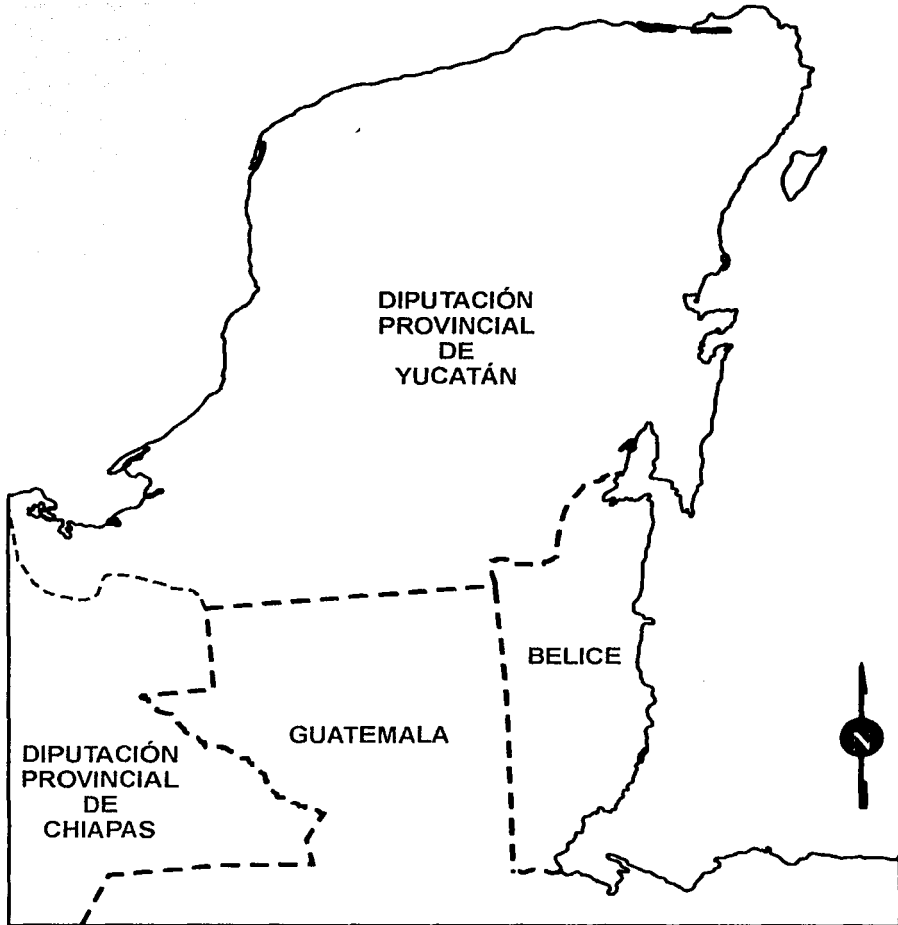 DIPUTACIÓN
PROVINCIAL
DE
YUCATÁN
BELICE
GUATEMALA
DIPUTACIÓN
PROVINCIAL
DE
CHIAPAS
N